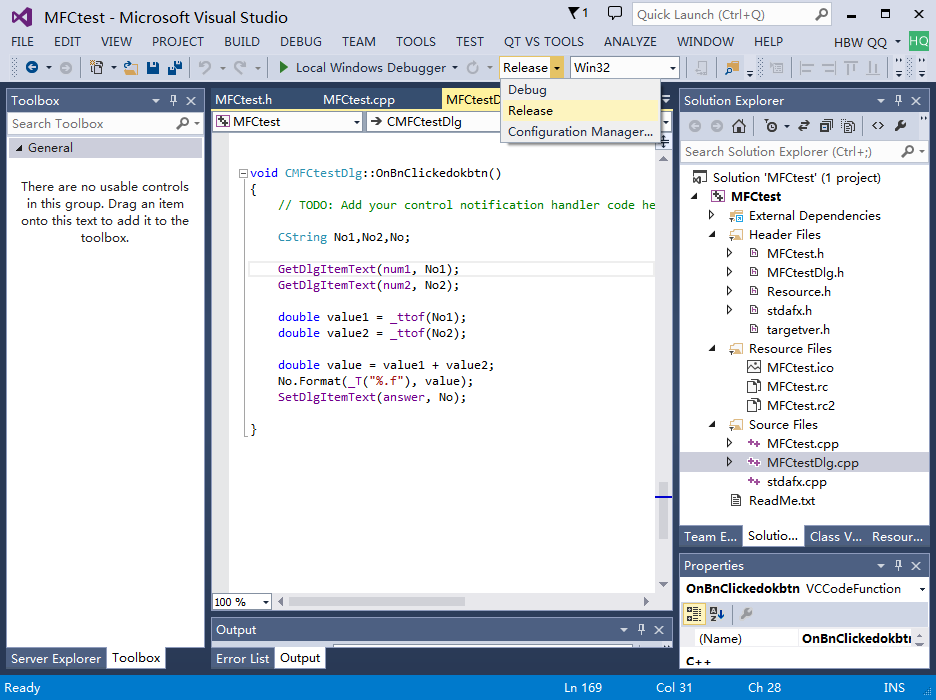 MFCtest - Microsoft Visual Studio
1
Quick Launch (Ctrl+Q)
FILE EDIT VIEW PROJECT BUILD DEBUG TEAM TOOLS TEST QT VS TOOLS ANALYZE WINDOW HELP HBW QQ HQ
Local Windows Debugger Release Win32
Debug
Release
Configuration Manager...
Toolbox
Search Toolbox
General
There are no usable controls
in this group. Drag an item
onto this text to add it to the
toolbox.
Server Explorer Toolbox
MFCtest.h MFCtest.cpp MFCtestD
MFCtest CMFCtestDlg
void CMFCtestDlg::OnBnClickedokbtn()
{
// TODO: Add your control notification handler code he
CString No1,No2,No;
GetDlgItemText(num1, No1);
GetDlgItemText(num2, No2);
double value1 = _ttof(No1);
double value2 = _ttof(No2);
double value = value1 + value2;
No.Format(_T("%.f"), value);
SetDlgItemText(answer, No);
}
100 %
Output
Error List Output
Solution Explorer
Search Solution Explorer (Ctrl+;)
Solution 'MFCtest' (1 project)
MFCtest
External Dependencies
Header Files
MFCtest.h
MFCtestDlg.h
Resource.h
stdafx.h
targetver.h
Resource Files
MFCtest.ico
MFCtest.rc
MFCtest.rc2
Source Files
MFCtest.cpp
MFCtestDlg.cpp
stdafx.cpp
ReadMe.txt
Team E... Solutio... Class V... Resour...
Properties
OnBnClickedokbtn VCCodeFunction
(Name) OnBnClickedokbtn
C++
Ready Ln 169 Col 31 Ch 28 INS